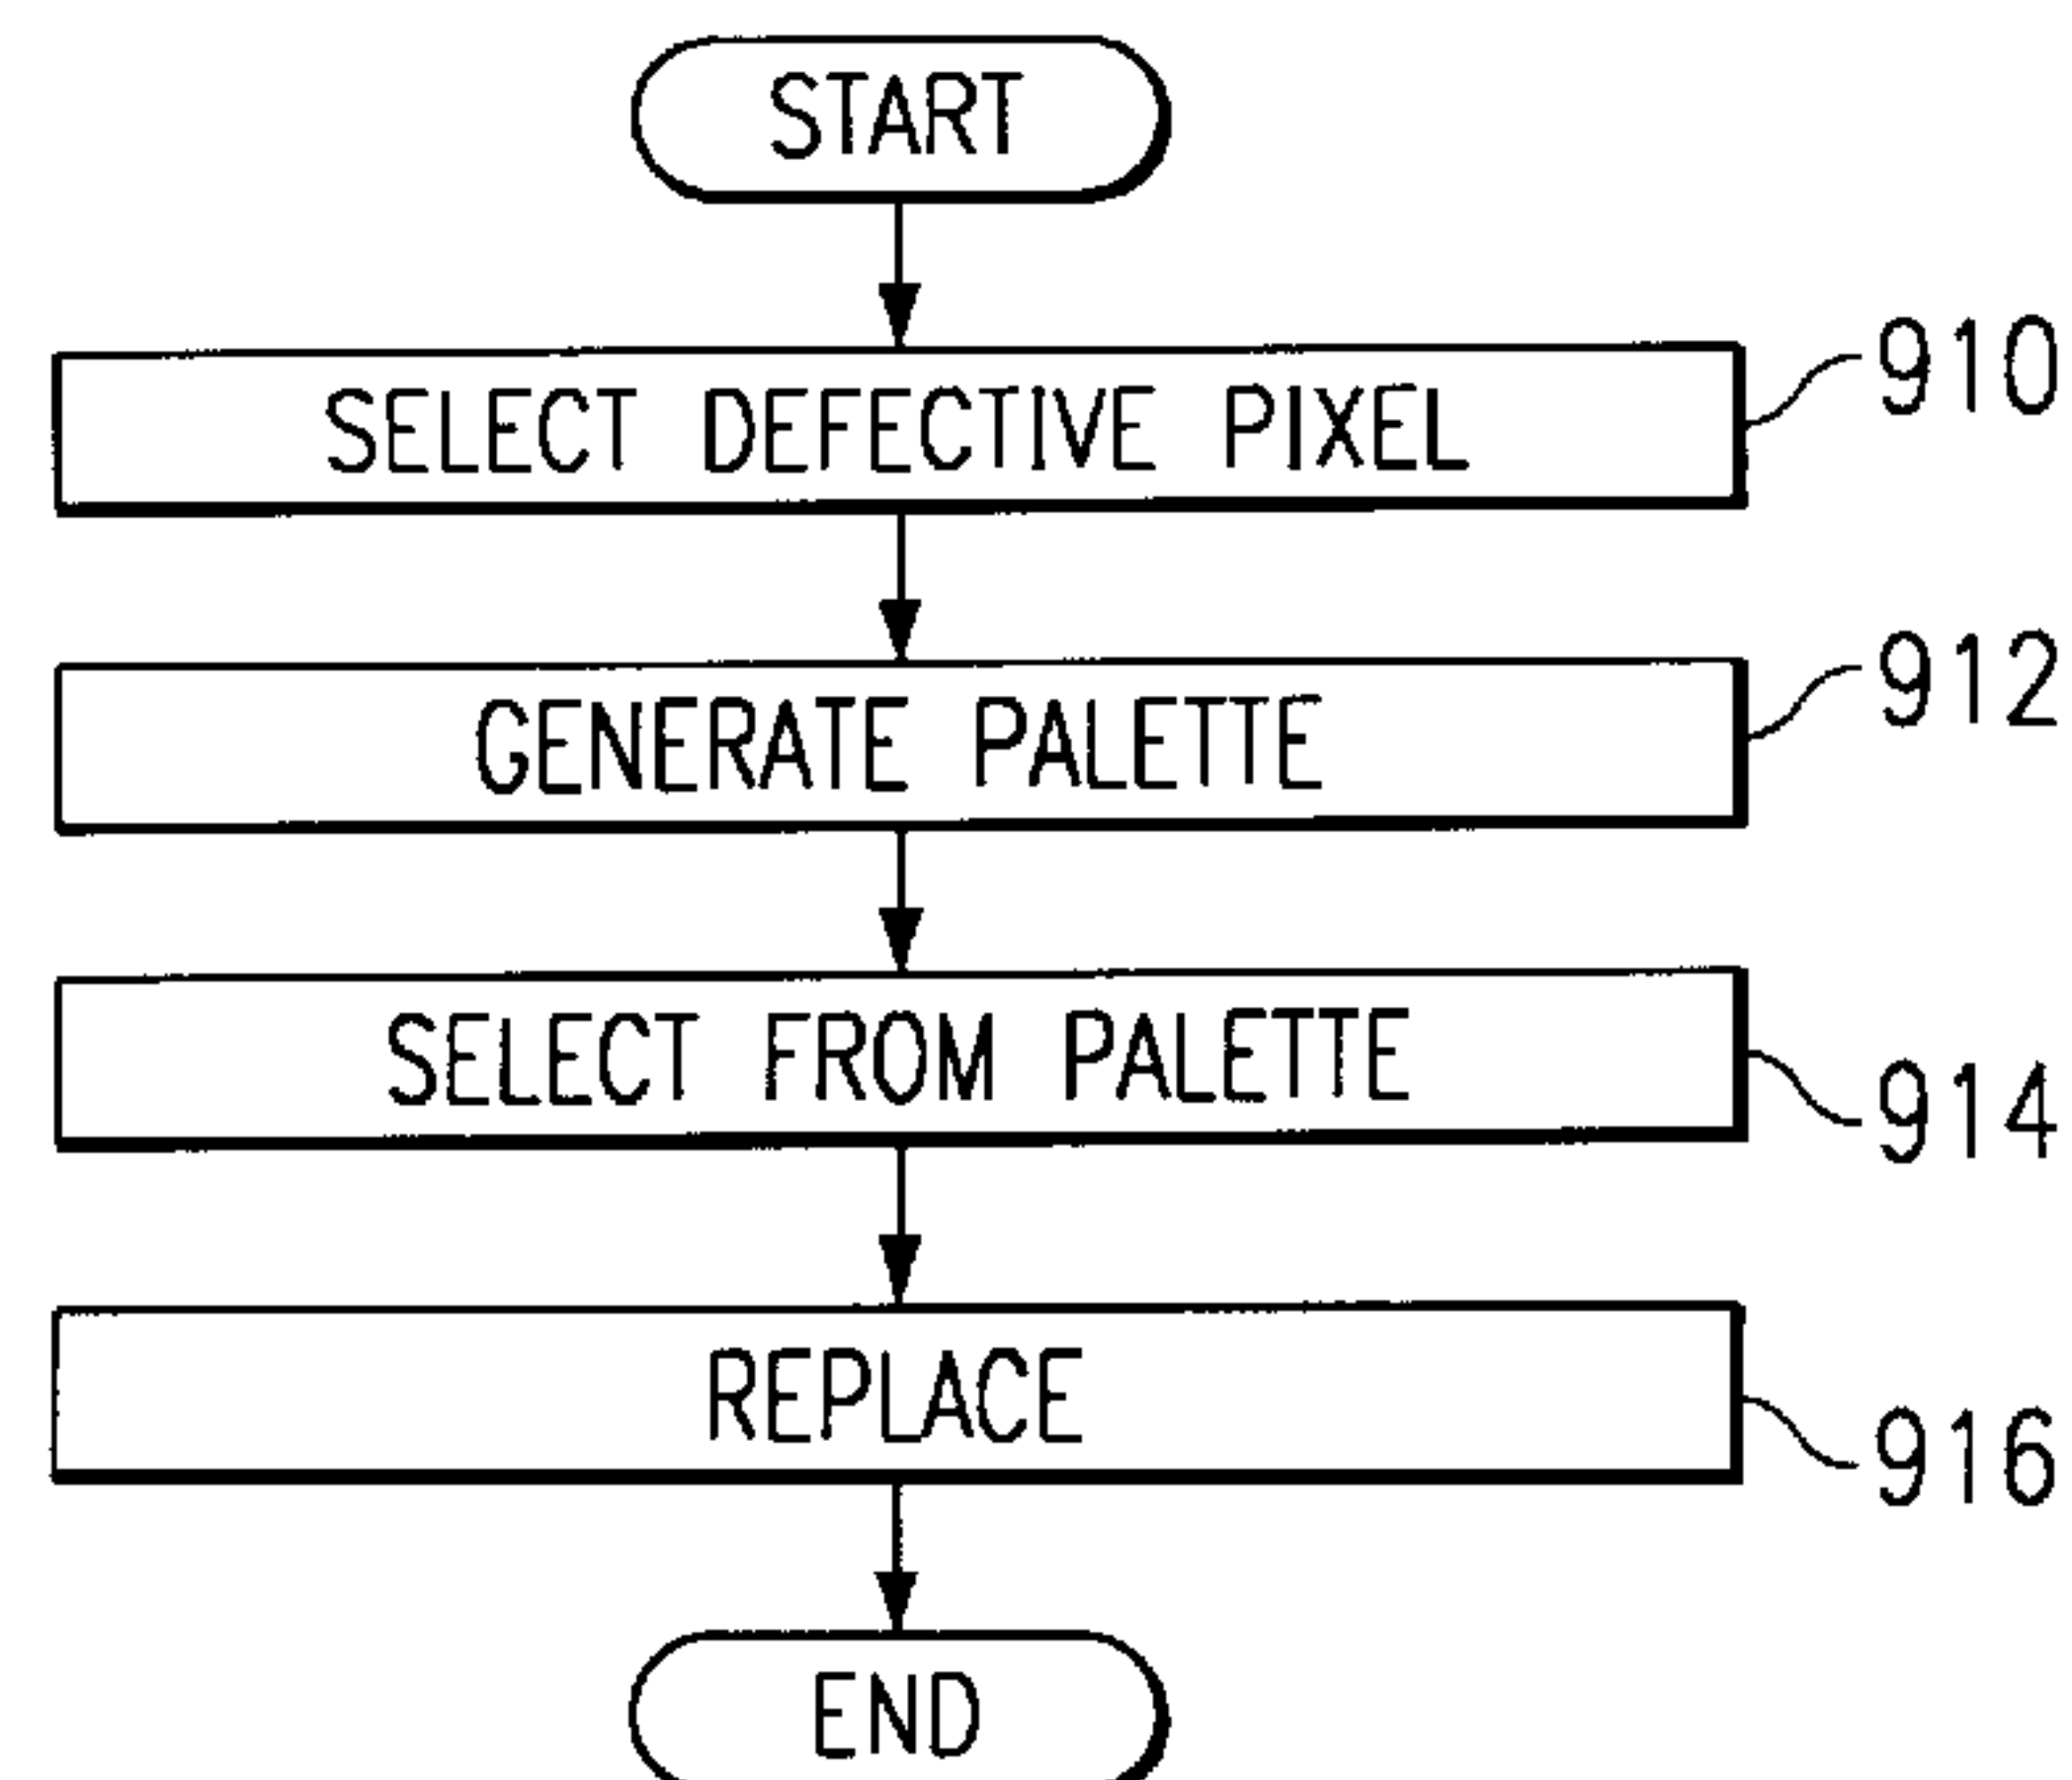 START
SELECT DEFECTIVE PIXEL
910
GENERATE PALETTE
912
SELECT FROM PALETTE
914
REPLACE
916
END